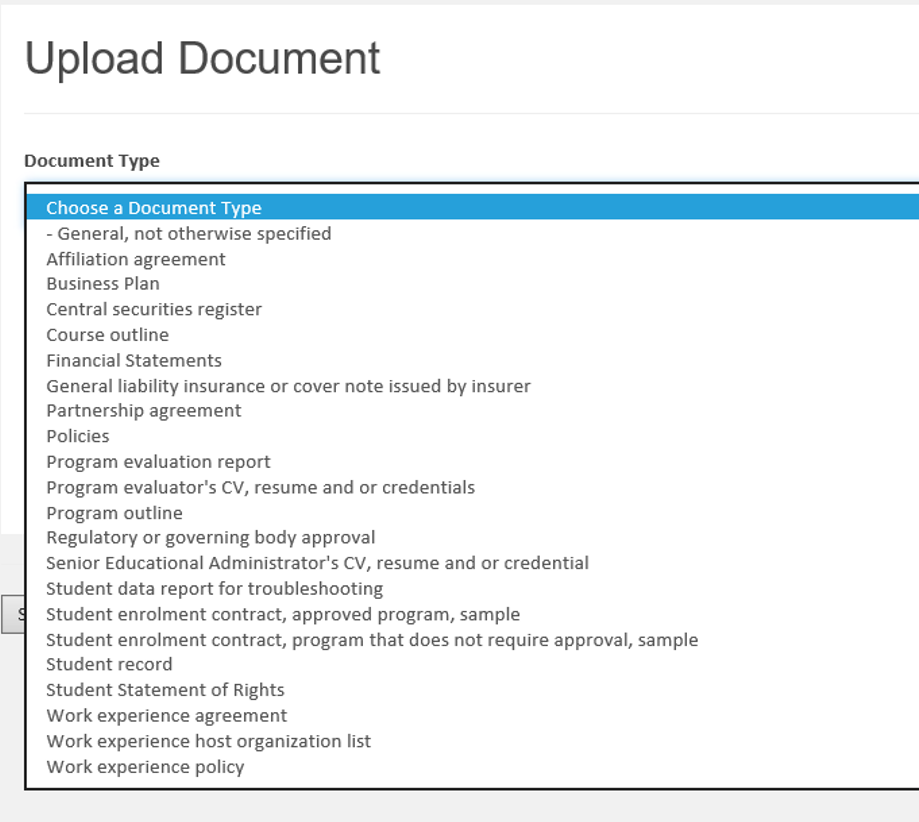 Upload Document
Document Type
Choose a Document Type
- General, not otherwise specified
Affiliation agreement
Business Plan
Central securities register
Course outline
Financial Statements
General liability insurance or cover note issued by insurer
Partnership agreement
Policies
Program evaluation report
Program evaluator's CV, resume and or credentials
Program outline
Regulatory or governing body approval
Senior Educational Administrator's CV, resume and or credential
Student data report for troubleshooting
Student enrolment contract, approved program, sample
Student enrolment contract, program that does not require approval, sample
Student record
Student Statement of Rights
Work experience agreement
Work experience host organization list
Work experience policy